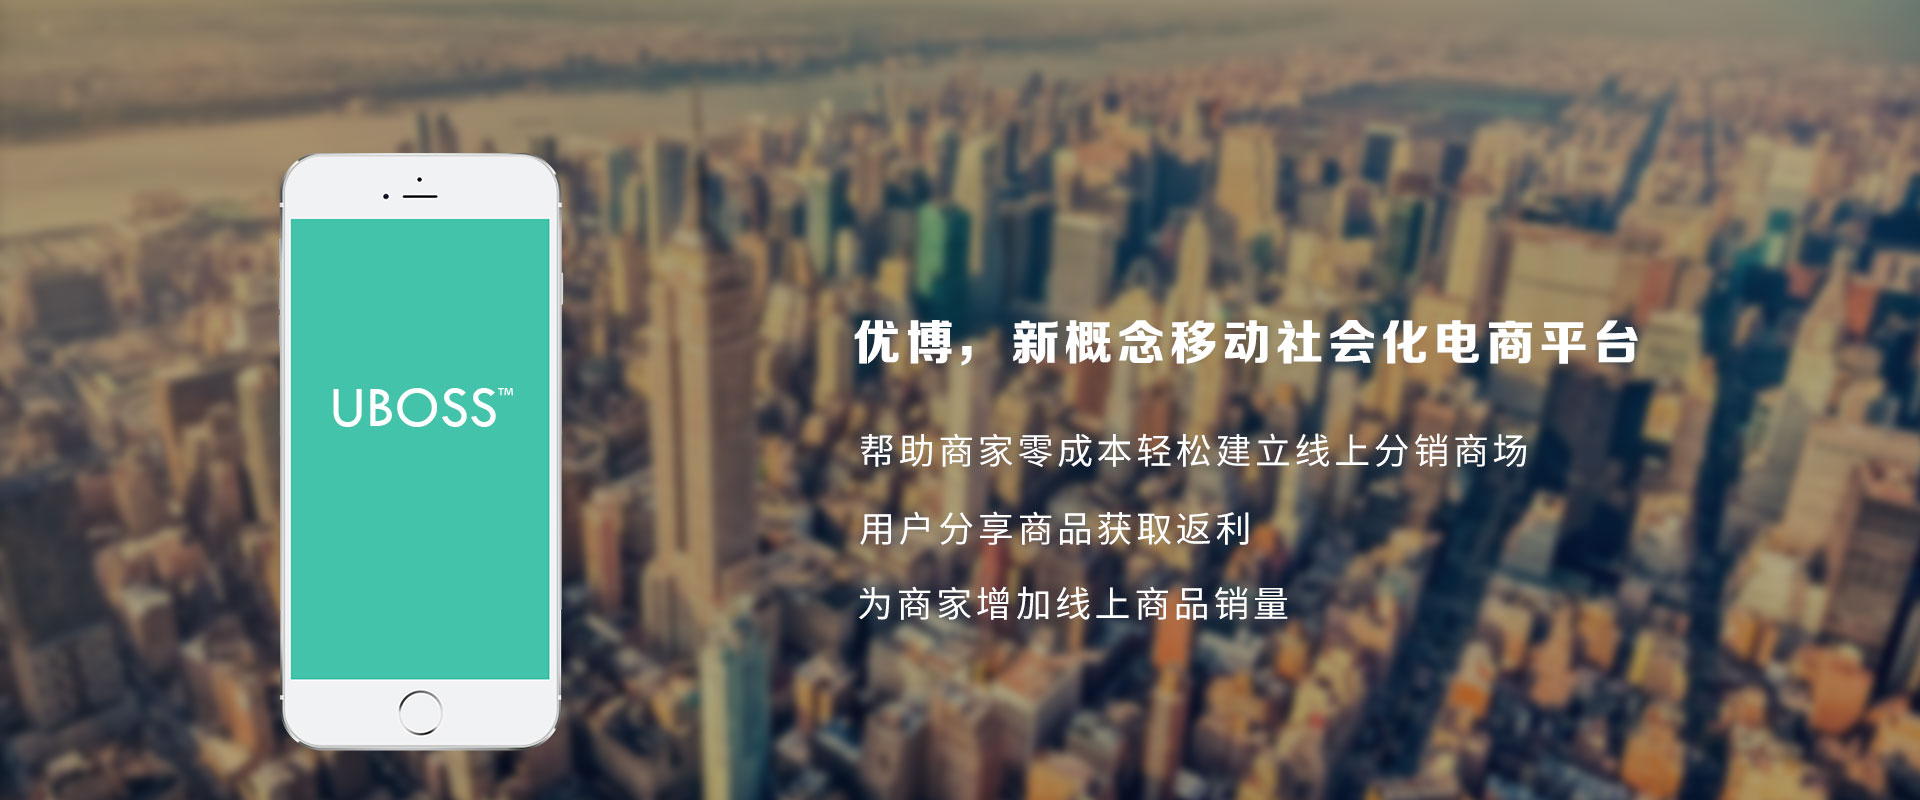 UBOSS™
优博，新概念移动社会化电商平台
帮助商家零成本轻松建立线上分销商场
用户分享商品获取返利
为商家增加线上商品销量